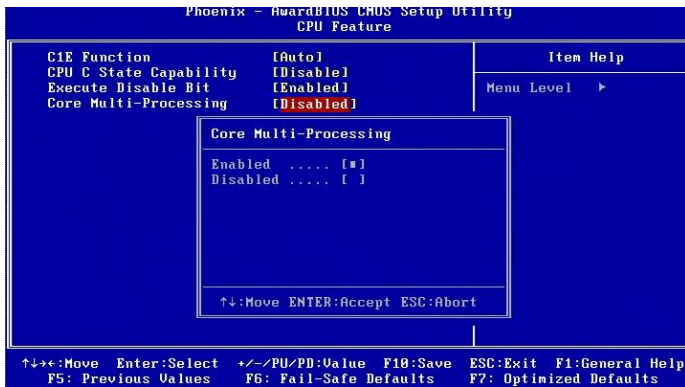 Phoenix - AwardBIOS CMOS Setup Utility
CPU Feature
C1E Function [Auto]
CPU C State Capability [Disable]
Execute Disable Bit [Enabled]
Core Multi-Processing [Disabled]
Item Help
Menu Level ▶
Core Multi-Processing
Enabled ..... [■]
Disabled ..... [ ]
↑↓:Move ENTER:Accept ESC:Abort
↑↓→←:Move Enter:Select +/-/PU/PD:Value F10:Save ESC:Exit F1:General Help
F5: Previous Values F6: Fail-Safe Defaults F7: Optimized Defaults